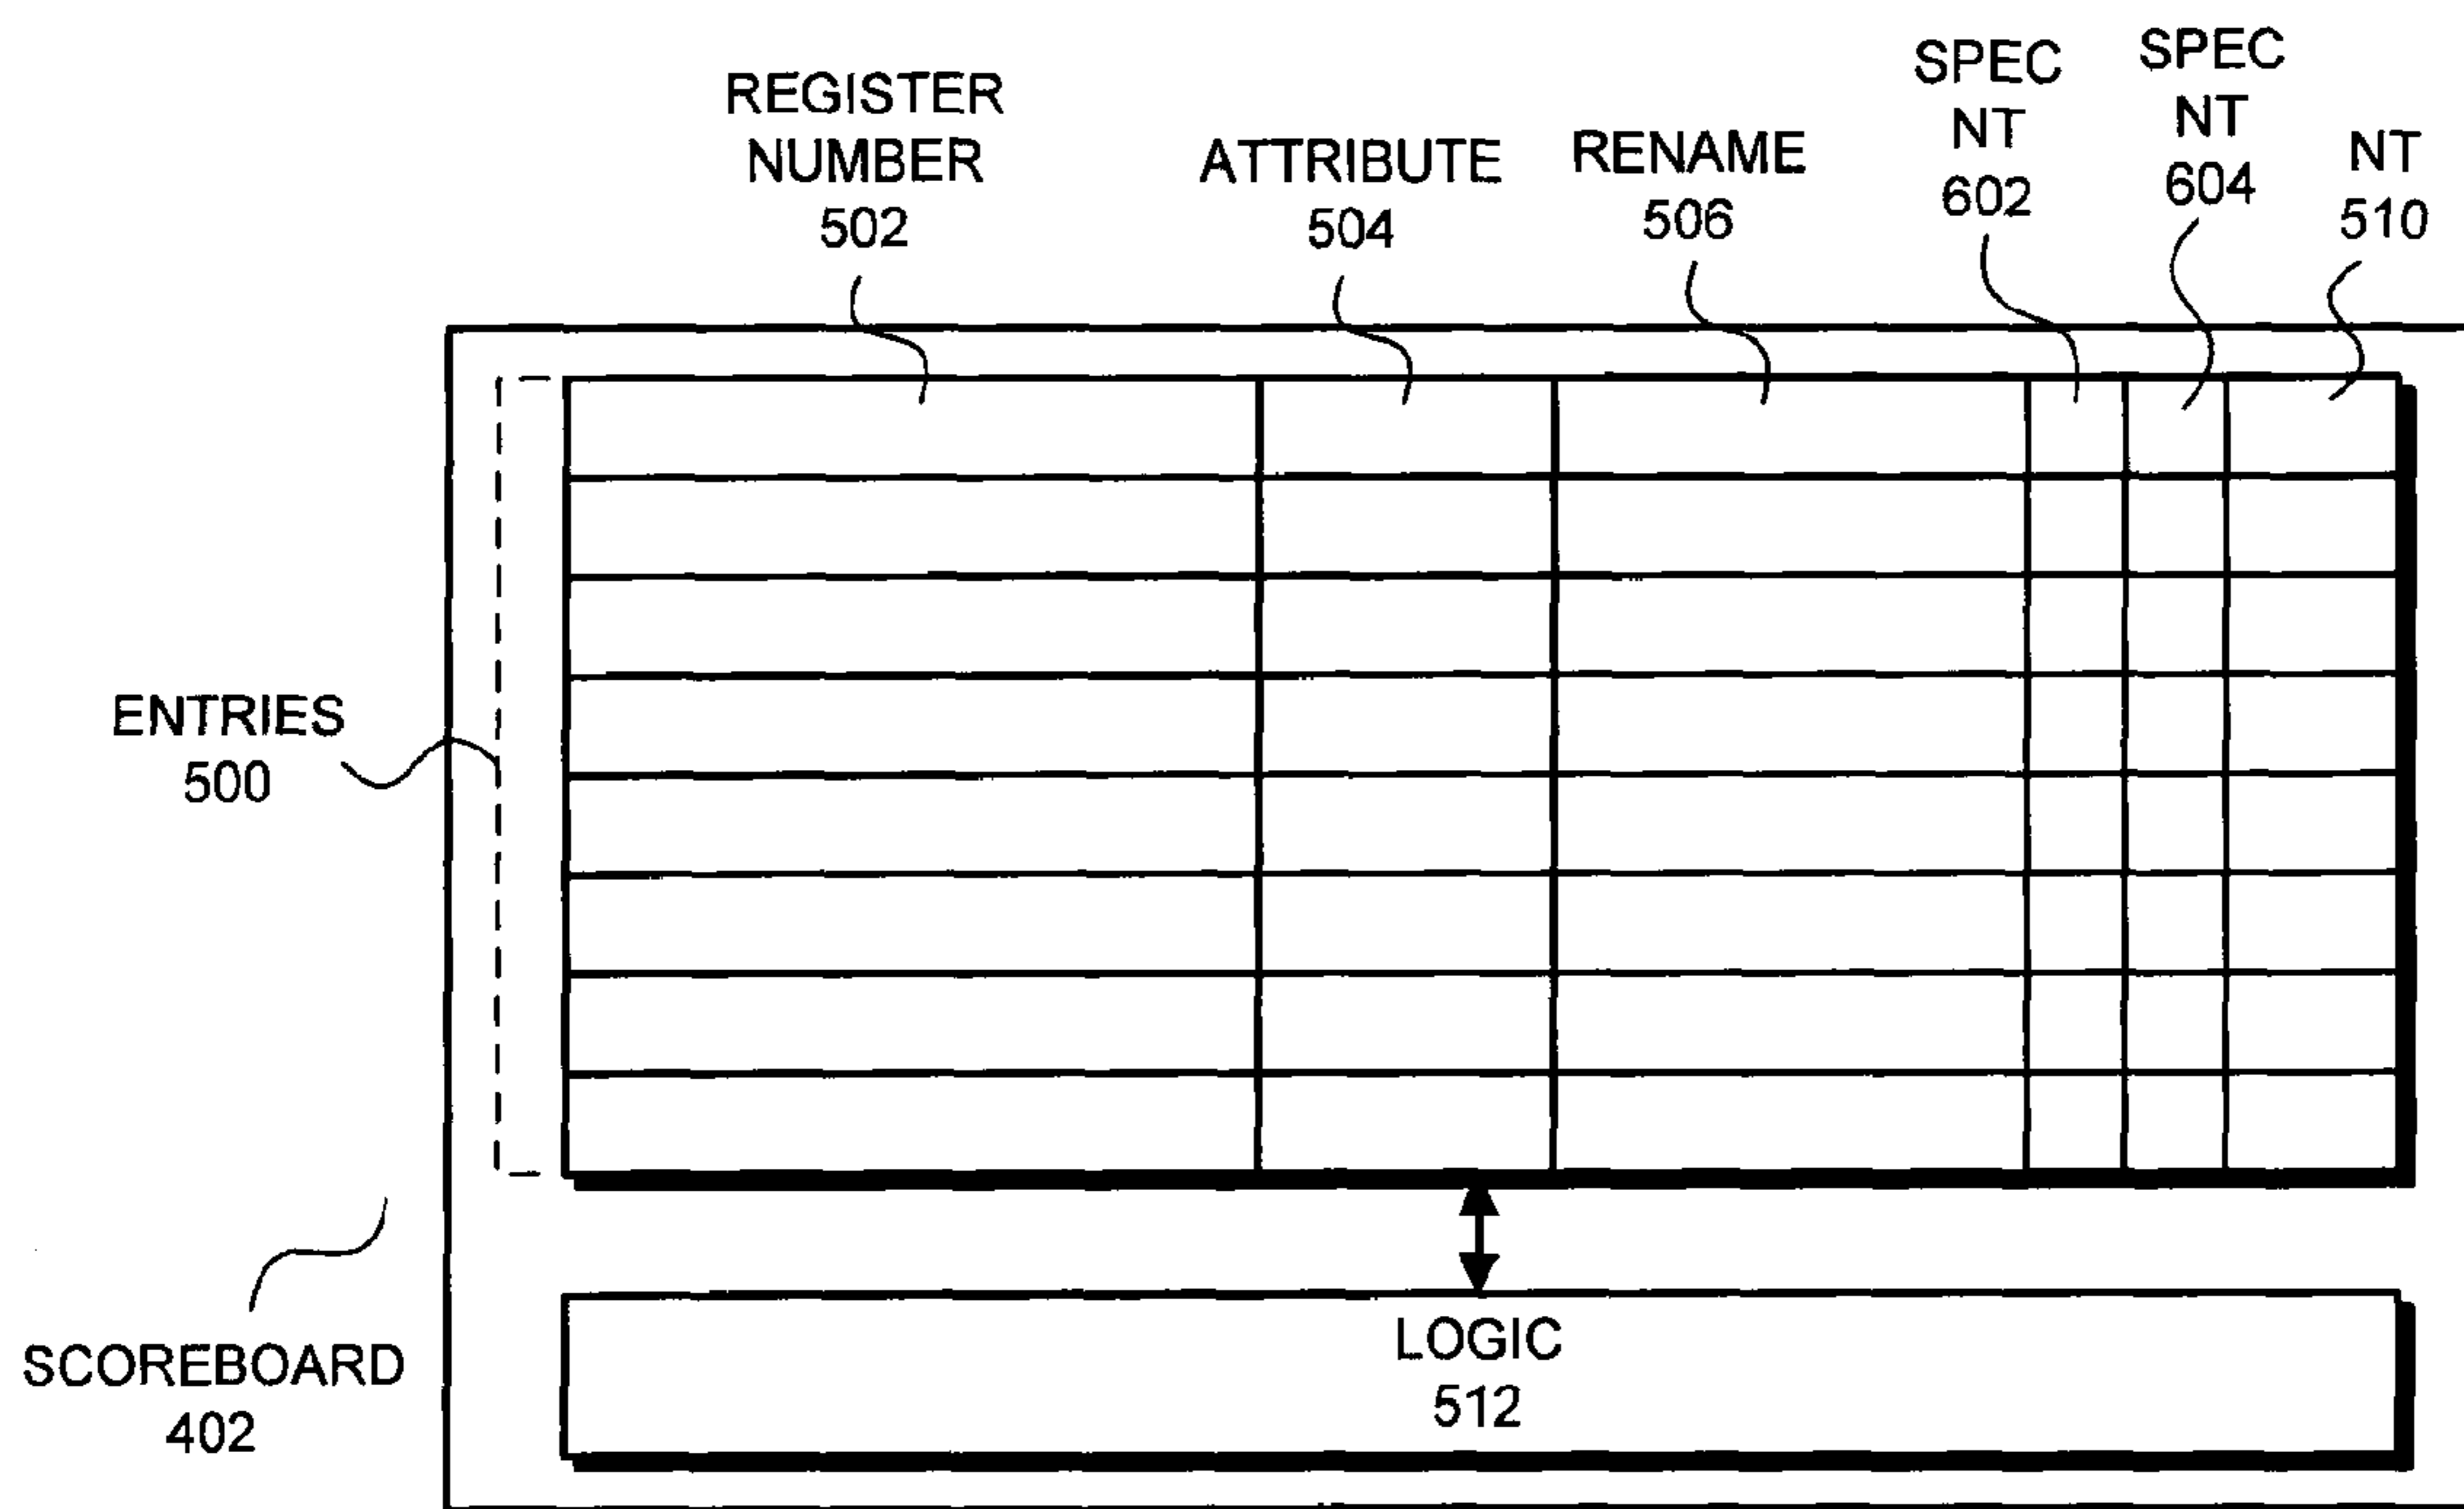 REGISTER
NUMBER
502
ATTRIBUTE
504
RENAME
506
SPEC
NT
602
SPEC
NT
604
NT
510
ENTRIES
500
SCOREBOARD
402
LOGIC
512